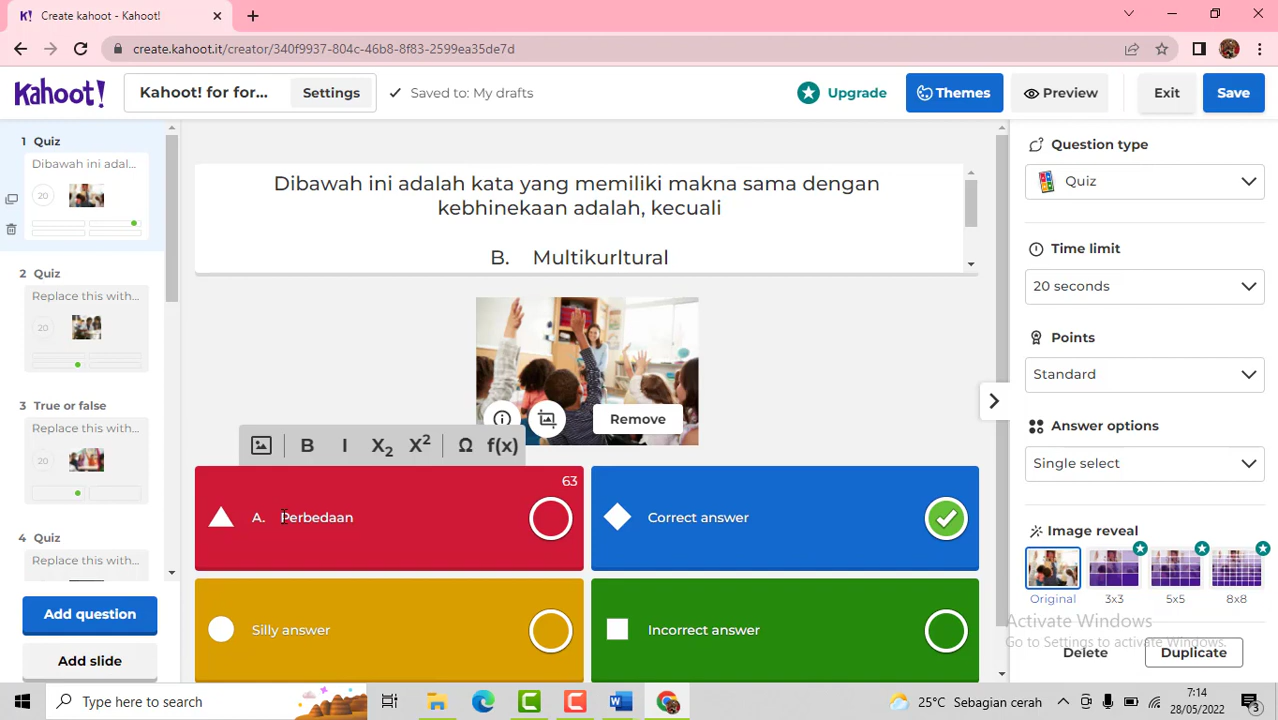 Create kahoot - Kahoot!
create.kahoot.it/creator/340f9937-804c-46b8-8f83-2599ea35de7d
Kahoot!
Kahoot! for for...
Settings
Saved to: My drafts
Upgrade
Themes
Preview
Exit
Save
1 Quiz
Dibawah ini adal...
20
2 Quiz
Replace this with...
20
3 True or false
Replace this with...
20
4 Quiz
Replace this with...
Add question
Add slide
Dibawah ini adalah kata yang memiliki makna sama dengan
kebhinekaan adalah, kecuali
B. Multikurltural
Remove
B I X2 X2 Ω f(x)
63
A. Perbedaan
Correct answer
Silly answer
Incorrect answer
Question type
Quiz
Time limit
20 seconds
Points
Standard
Answer options
Single select
Image reveal
Original 3x3 5x5 8x8
Activate Windows
Go to Settings to activate Windows.
Delete
Duplicate
Type here to search
25°C Sebagian cerah
7:14
28/05/2022
3